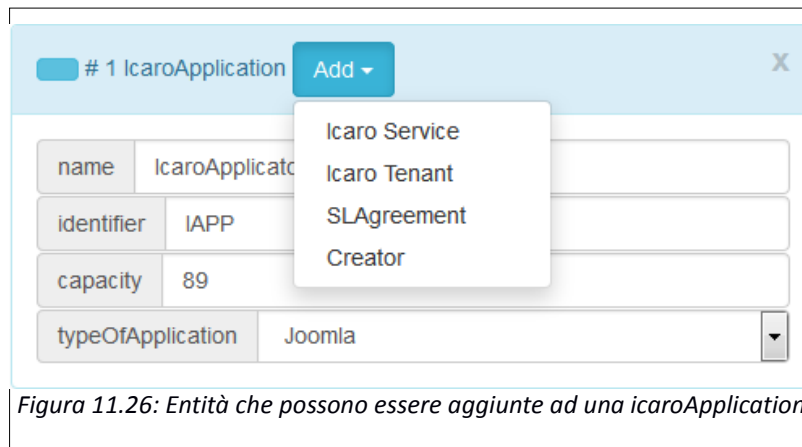 # 1 IcaroApplication Add
x
Icaro Service
Icaro Tenant
SLAgreement
Creator
name IcaroApplicato
identifier IAPP
capacity 89
typeOfApplication Joomla
Figura 11.26: Entità che possono essere aggiunte ad una icaroApplication